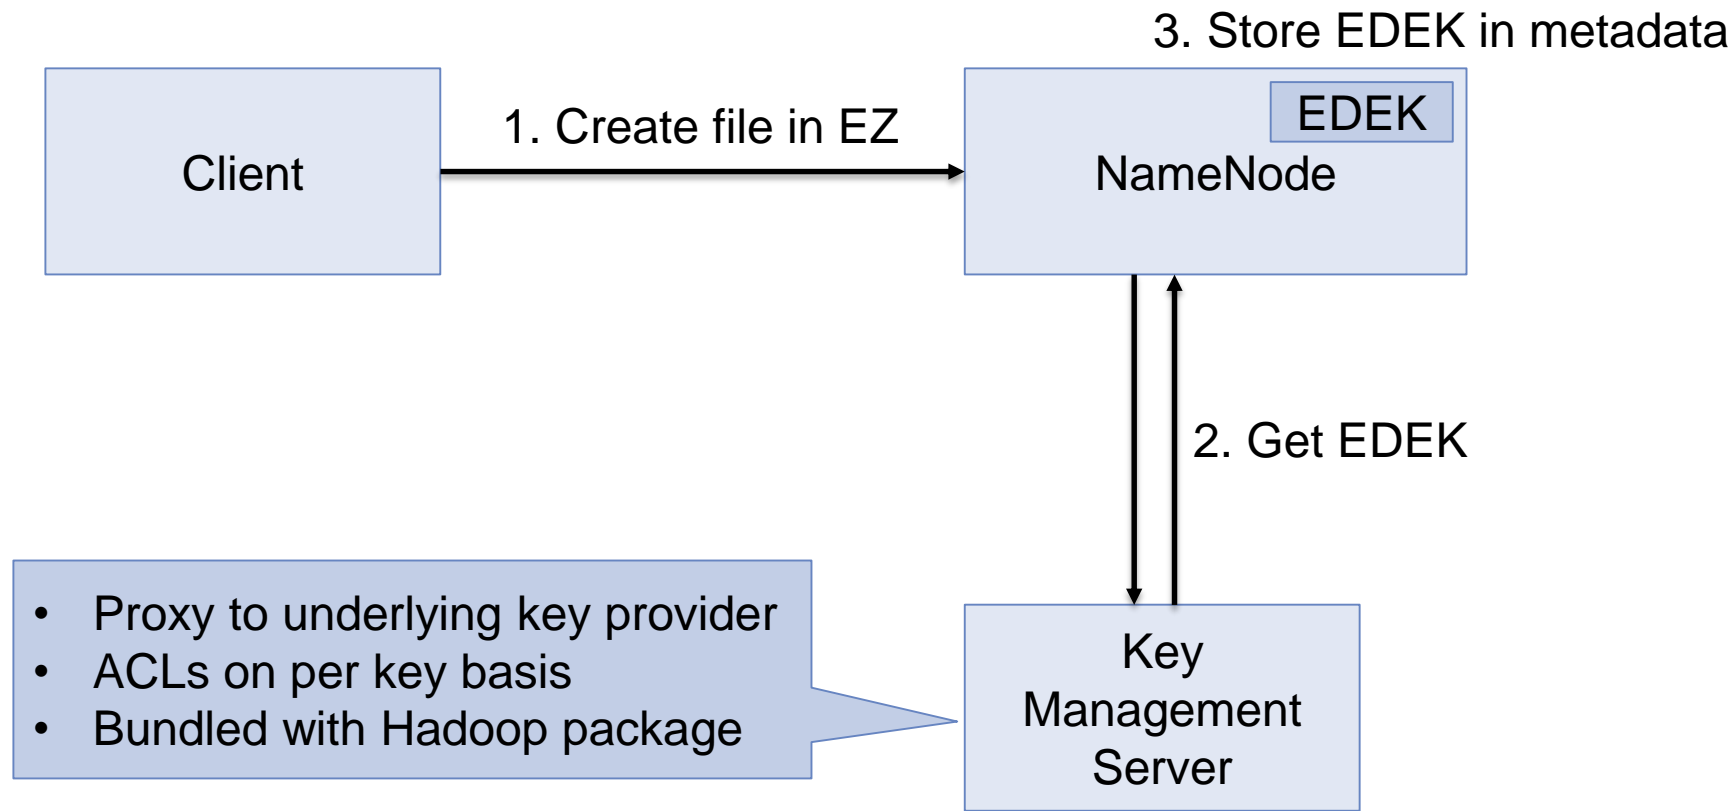 3. Store EDEK in metadata
EDEK
1. Create file in EZ
Client
NameNode
2. Get EDEK
• Proxy to underlying key provider
• ACLs on per key basis
• Bundled with Hadoop package
Key
Management
Server